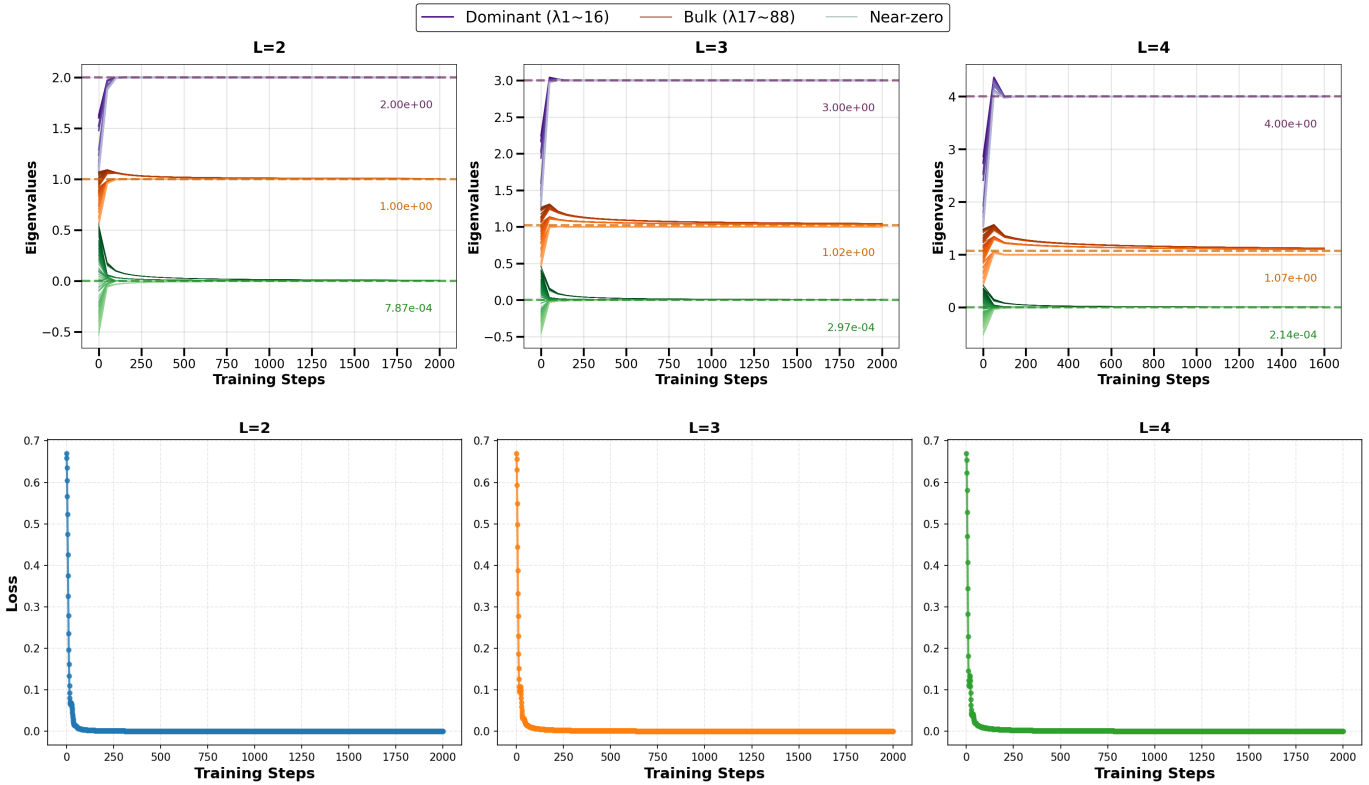 Dominant (λ1~16) Bulk (λ17~88) Near-zero
L=2
Eigenvalues
2.0
1.5
1.0
0.5
0.0
−0.5
2.00e+00
1.00e+00
7.87e-04
0 250 500 750 1000 1250 1500 1750 2000
Training Steps
L=3
Eigenvalues
3.0
2.5
2.0
1.5
1.0
0.5
0.0
−0.5
3.00e+00
1.02e+00
2.97e-04
0 250 500 750 1000 1250 1500 1750 2000
Training Steps
L=4
Eigenvalues
4
3
2
1
0
4.00e+00
1.07e+00
2.14e-04
0 200 400 600 800 1000 1200 1400 1600
Training Steps
L=2
Loss
0.7
0.6
0.5
0.4
0.3
0.2
0.1
0.0
0 250 500 750 1000 1250 1500 1750 2000
Training Steps
L=3
0.7
0.6
0.5
0.4
0.3
0.2
0.1
0.0
0 250 500 750 1000 1250 1500 1750 2000
Training Steps
L=4
0.7
0.6
0.5
0.4
0.3
0.2
0.1
0.0
0 250 500 750 1000 1250 1500 1750 2000
Training Steps